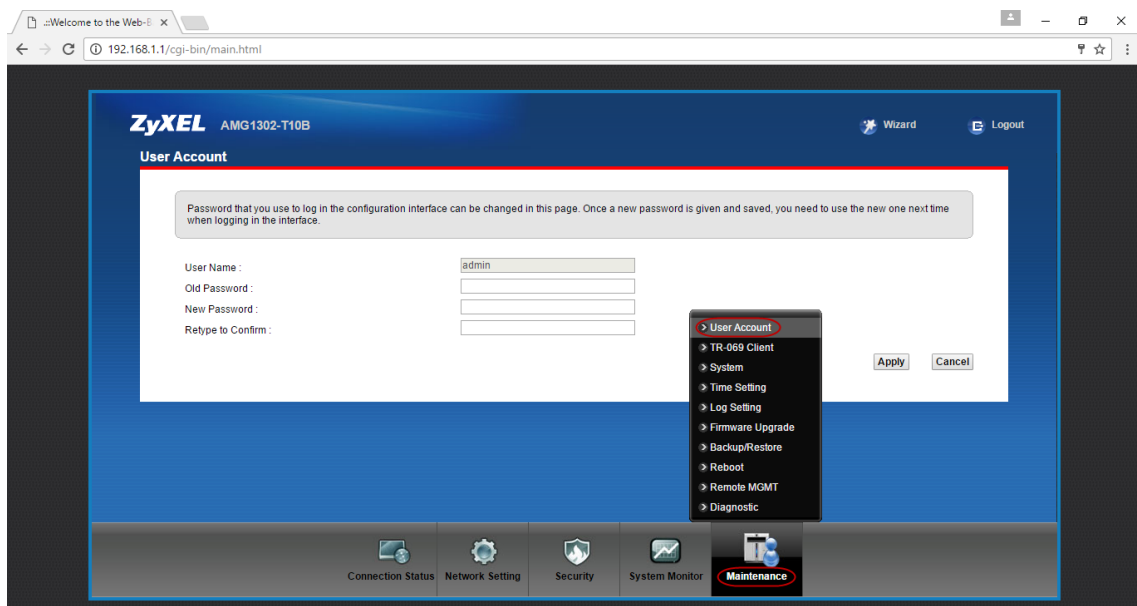 .::Welcome to the Web-B
192.168.1.1/cgi-bin/main.html
ZyXEL AMG1302-T10B
Wizard
Logout
User Account
Password that you use to log in the configuration interface can be changed in this page. Once a new password is given and saved, you need to use the new one next time
when logging in the interface.
User Name : admin
Old Password :
New Password :
Retype to Confirm :
Apply
Cancel
User Account
TR-069 Client
System
Time Setting
Log Setting
Firmware Upgrade
Backup/Restore
Reboot
Remote MGMT
Diagnostic
Connection Status
Network Setting
Security
System Monitor
Maintenance